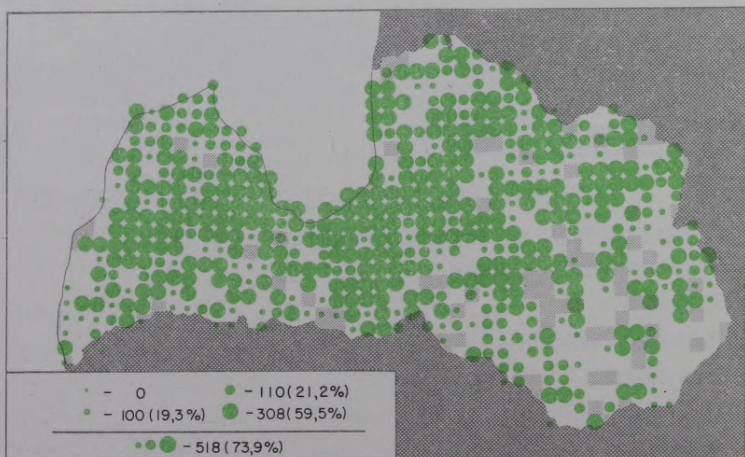 - 0 - 110 (21,2%)
- 100 (19,3%) - 308 (59,5%)
- 518 (73,9%)